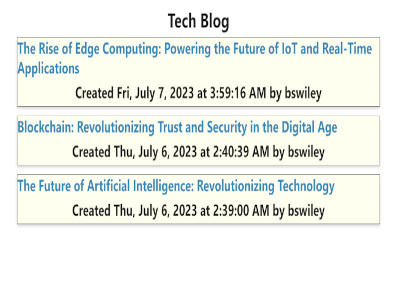 Tech Blog
The Rise of Edge Computing: Powering the Future of IoT and Real-Time
Applications
Created Fri, July 7, 2023 at 3:59:16 AM by bswiley
Blockchain: Revolutionizing Trust and Security in the Digital Age
Created Thu, July 6, 2023 at 2:40:39 AM by bswiley
The Future of Artificial Intelligence: Revolutionizing Technology
Created Thu, July 6, 2023 at 2:39:00 AM by bswiley